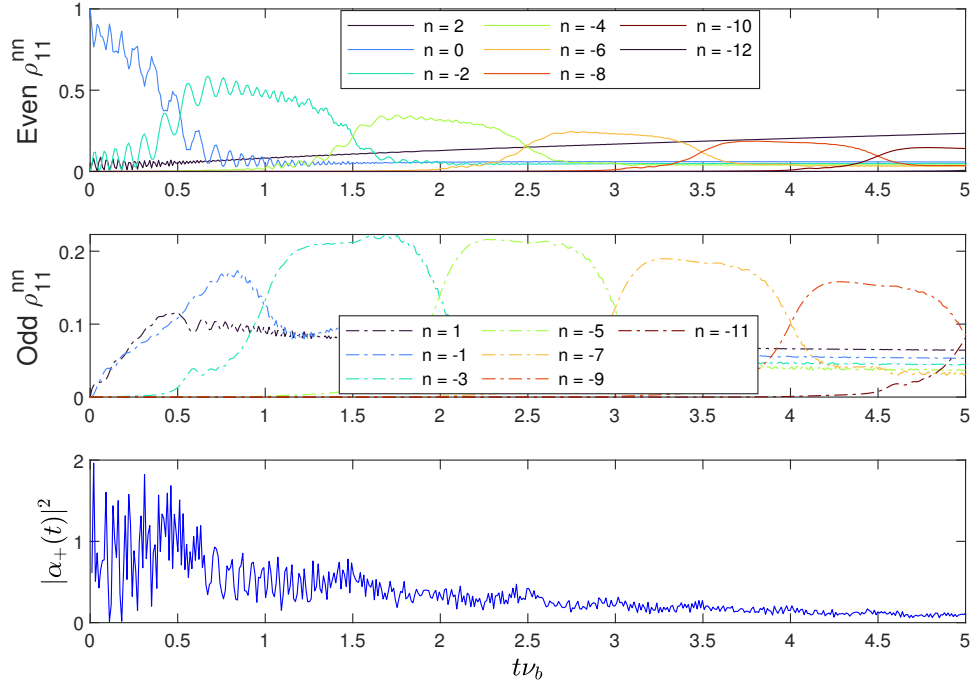 Even ρ₁₁ⁿⁿ
1
0.5
0
n = 2 n = -4 n = -10
n = 0 n = -6 n = -12
n = -2 n = -8
0 0.5 1 1.5 2 2.5 3 3.5 4 4.5 5
Odd ρ₁₁ⁿⁿ
0.2
0.1
0
n = 1 n = -5 n = -11
n = -1 n = -7
n = -3 n = -9
0 0.5 1 1.5 2 2.5 3 3.5 4 4.5 5
|α₊(t)|²
2
1
0
0 0.5 1 1.5 2 2.5 3 3.5 4 4.5 5
tν_b